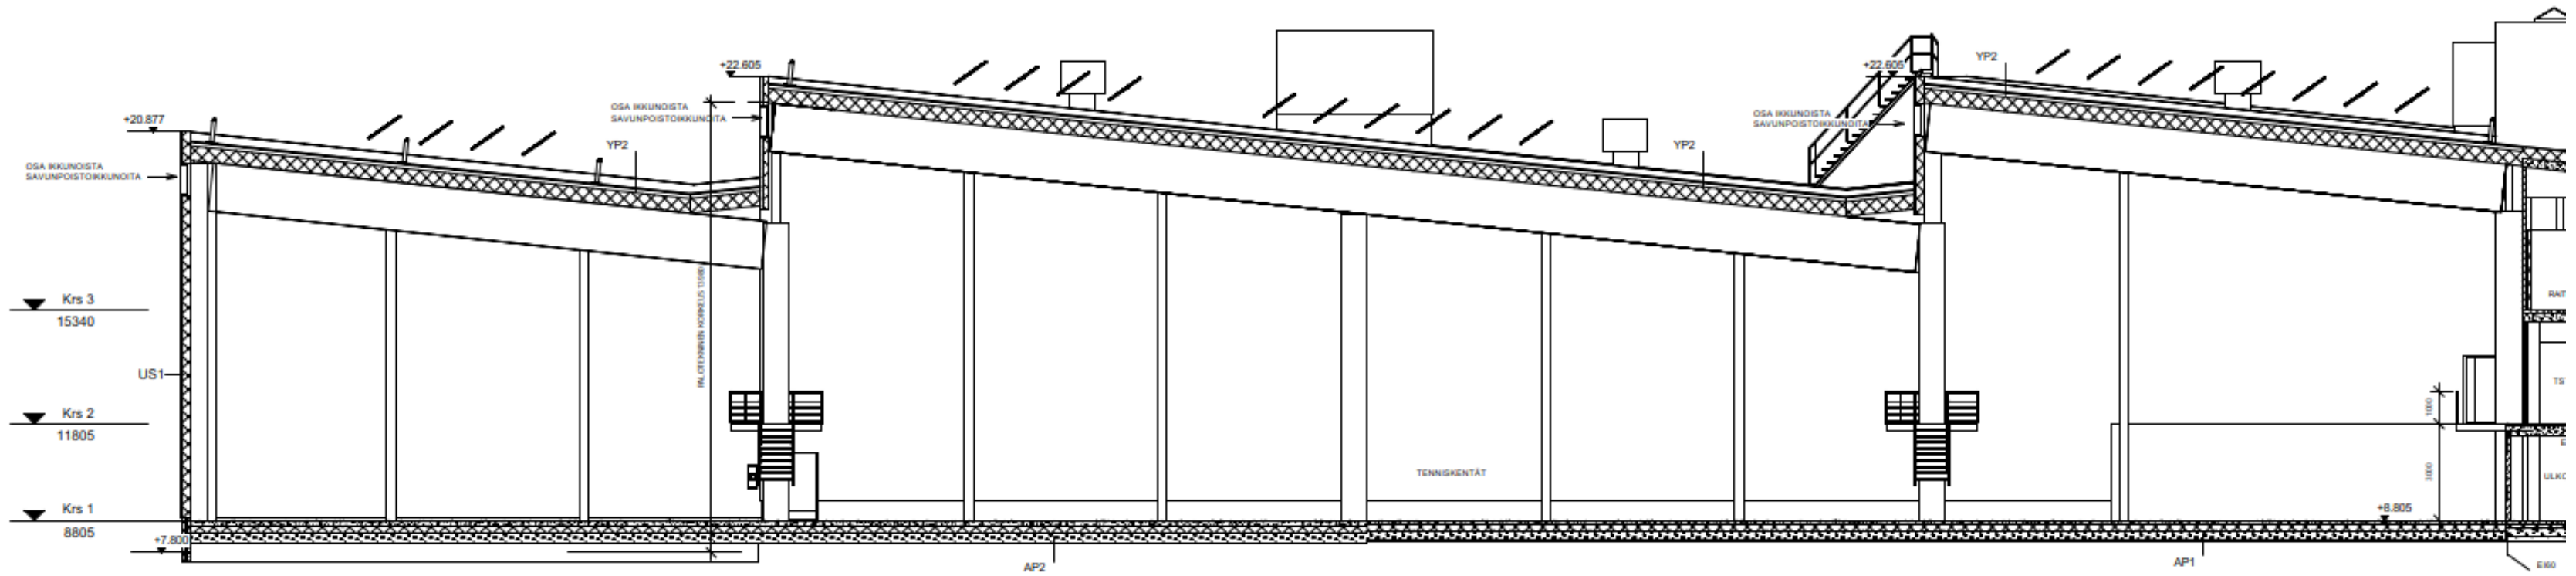 +22.605
+22.605
YP2
OSA IKKUNOISTA
SAVUNPOISTOIKKUNOITA
OSA IKKUNOISTA
SAVUNPOISTOIKKUNOITA
+20.877
YP2
YP2
OSA IKKUNOISTA
SAVUNPOISTOIKKUNOITA
Krs 3
15340
US1
Krs 2
11805
1000
TENNISKENTÄT
3000
Krs 1
8805
+8.805
+7.800
AP2
AP1
EI60